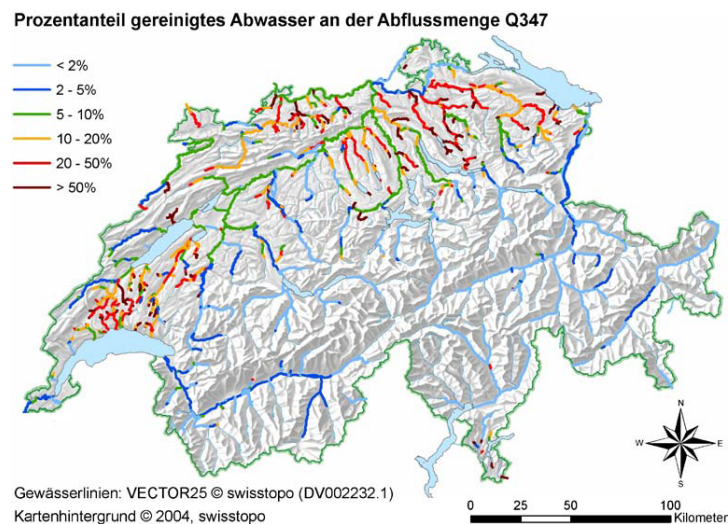 Prozentanteil gereinigtes Abwasser an der Abflussmenge Q347
< 2%
2 - 5%
5 - 10%
10 - 20%
20 - 50%
> 50%
N
W E
S
Gewässerlinien: VECTOR25 © swisstopo (DV002232.1)
Kartenhintergrund © 2004, swisstopo
0 25 50 100
Kilometer